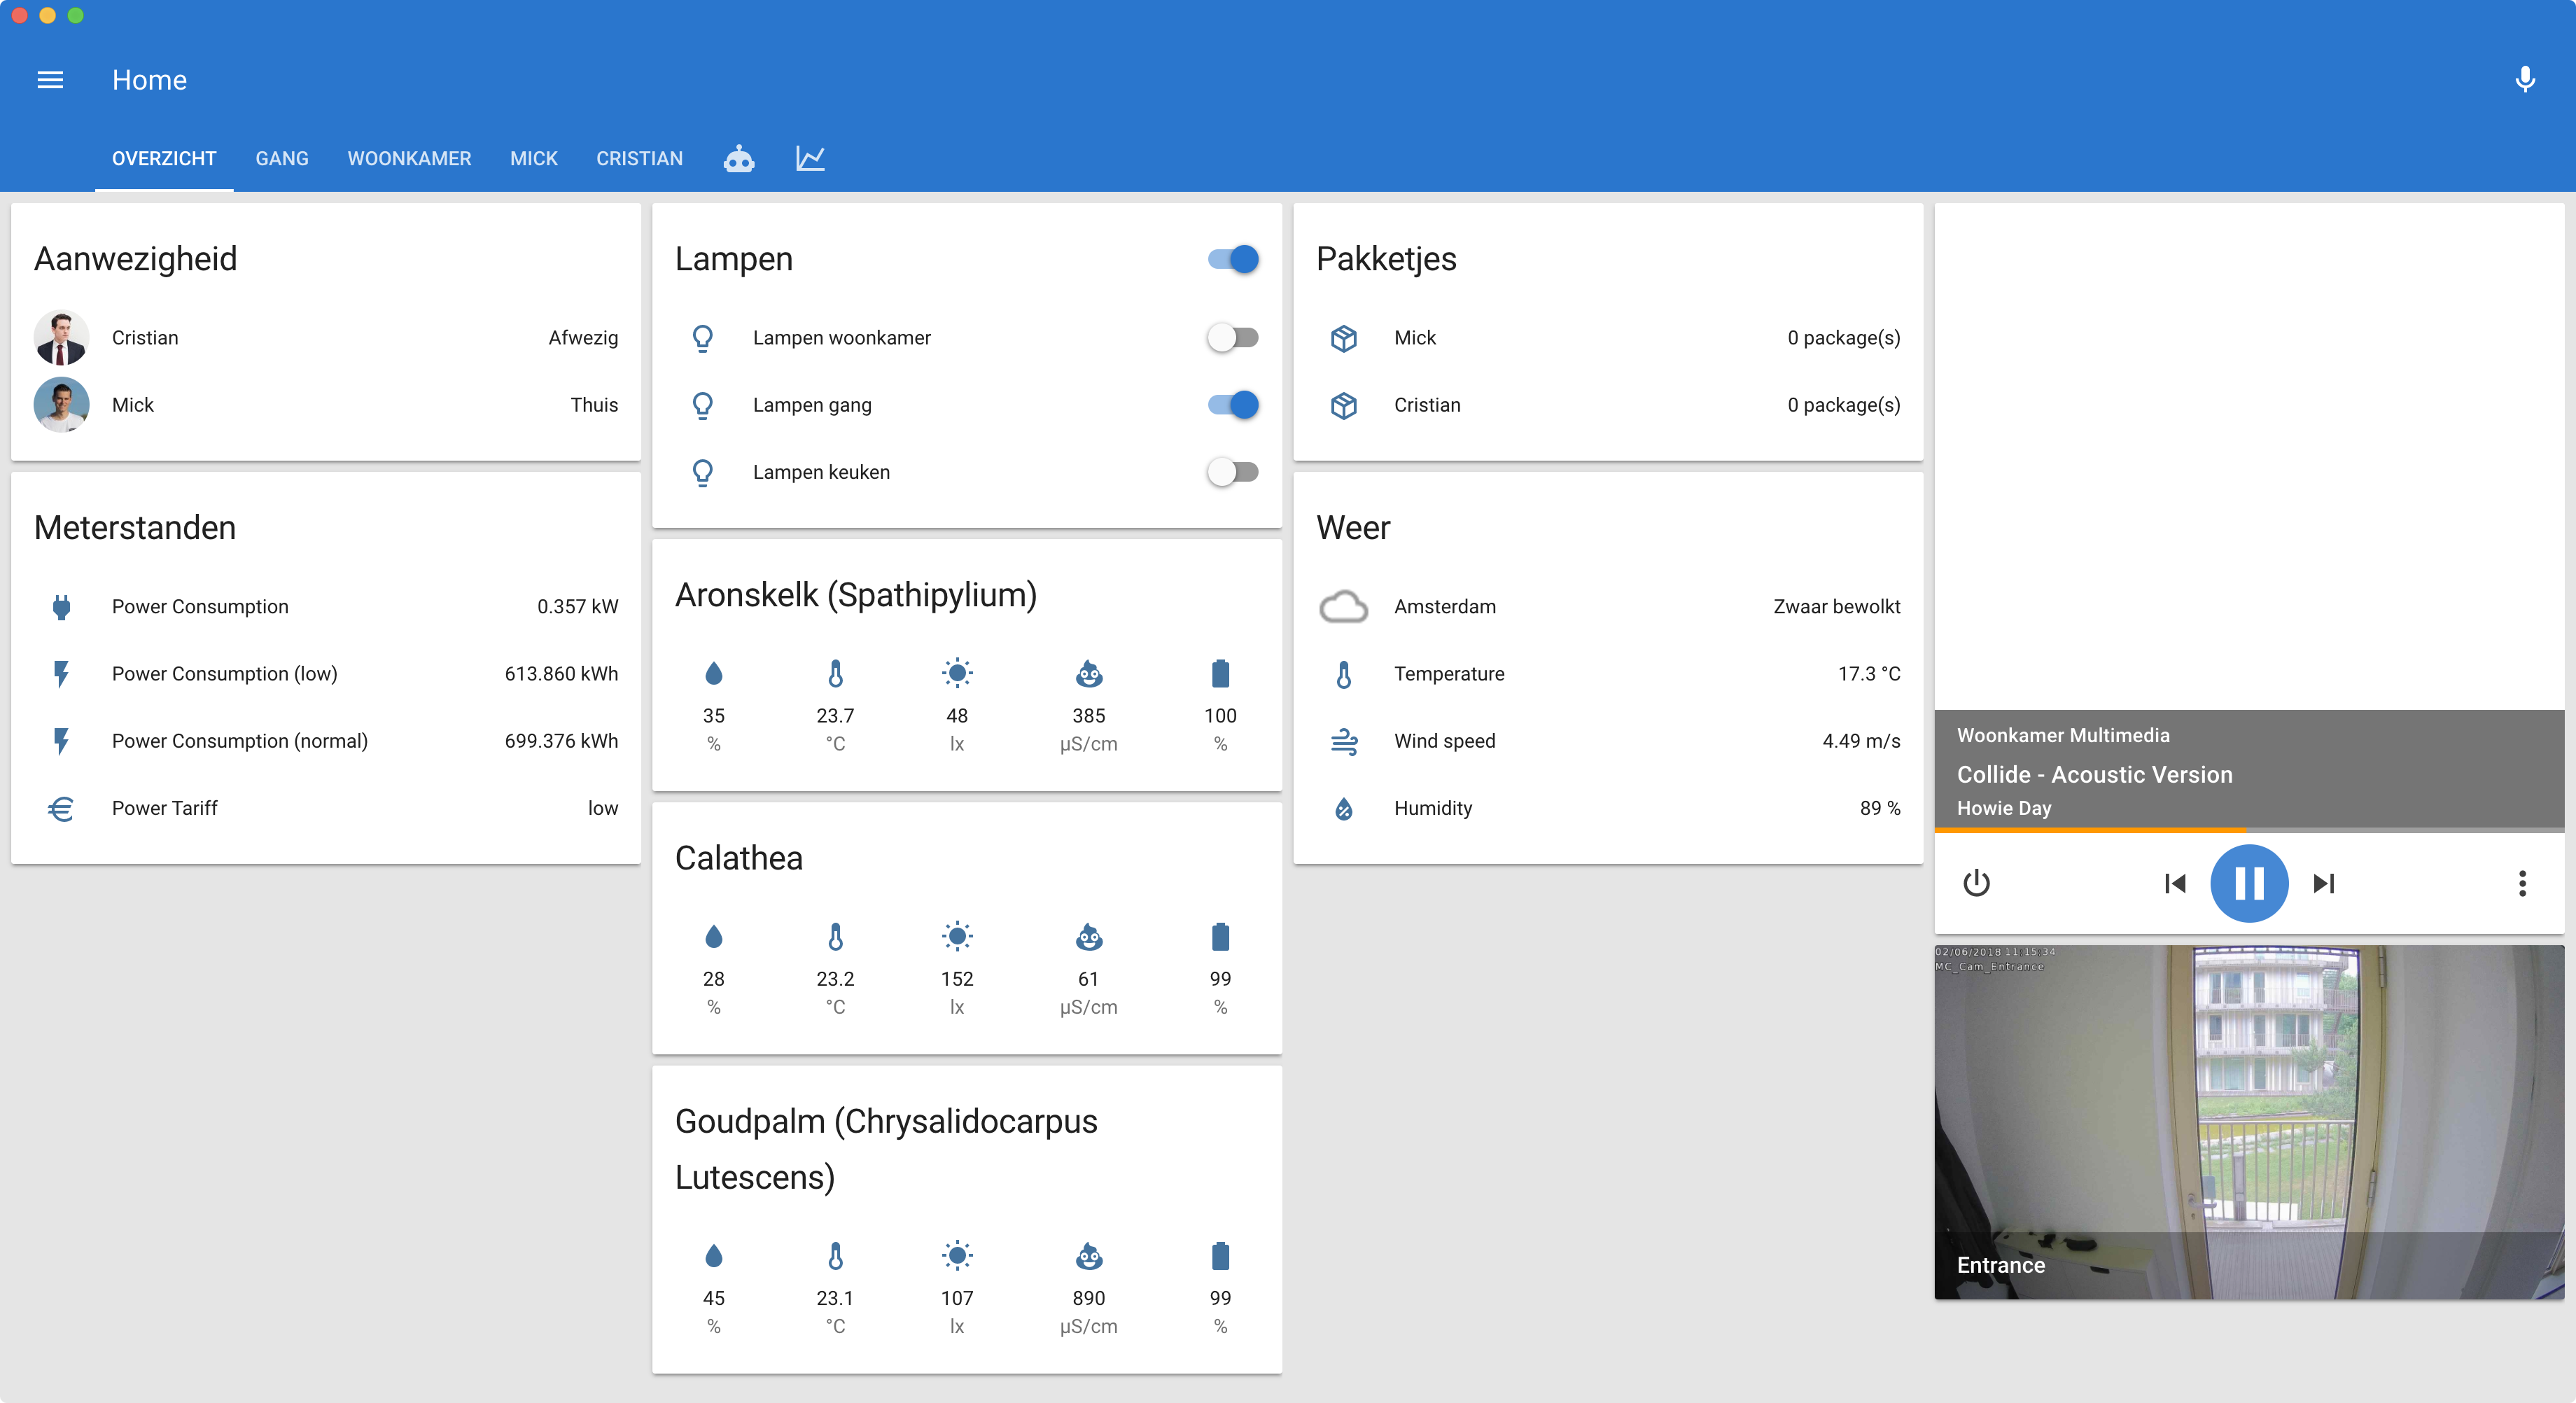 Home
OVERZICHT GANG WOONKAMER MICK CRISTIAN
Aanwezigheid
Cristian Afwezig
Mick Thuis
Meterstanden
Power Consumption 0.357 kW
Power Consumption (low) 613.860 kWh
Power Consumption (normal) 699.376 kWh
Power Tariff low
Lampen
Lampen woonkamer
Lampen gang
Lampen keuken
Aronskelk (Spathipylium)
35 23.7 48 385 100
% °C lx µS/cm %
Calathea
28 23.2 152 61 99
% °C lx µS/cm %
Goudpalm (Chrysalidocarpus
Lutescens)
45 23.1 107 890 99
% °C lx µS/cm %
Pakketjes
Mick 0 package(s)
Cristian 0 package(s)
Weer
Amsterdam Zwaar bewolkt
Temperature 17.3 °C
Wind speed 4.49 m/s
Humidity 89 %
Woonkamer Multimedia
Collide - Acoustic Version
Howie Day
02/06/2018 11:15:34
MC_Cam_Entrance
Entrance